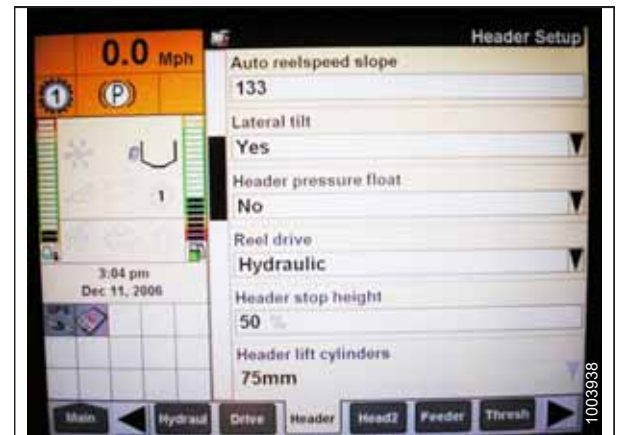 Header Setup
0.0 Mph
1
(P)
1
3:04 pm
Dec 11, 2006
Auto reelspeed slope
133
Lateral tilt
Yes
Header pressure float
No
Reel drive
Hydraulic
Header stop height
50 %
Header lift cylinders
75mm
Main
Hydraul
Drive
Header
Head2
Feeder
Thresh
1003938